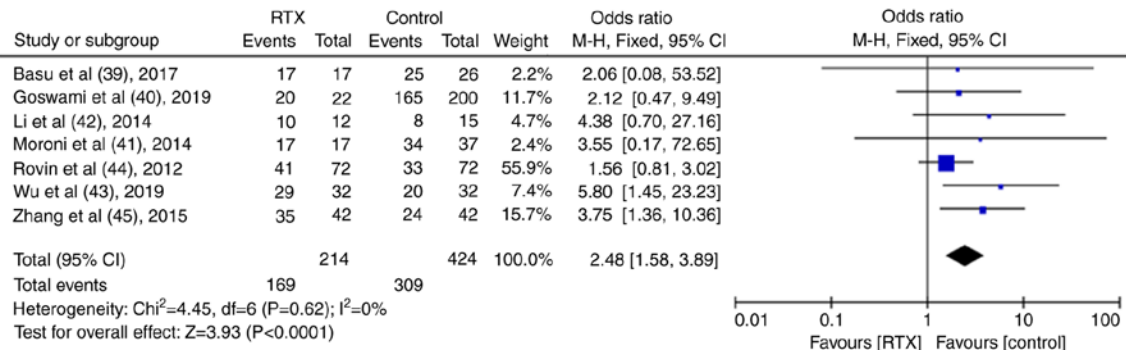 RTX Control Odds ratio Odds ratio
Study or subgroup Events Total Events Total Weight M-H, Fixed, 95% CI M-H, Fixed, 95% CI
Basu et al (39), 2017 17 17 25 26 2.2% 2.06 [0.08, 53.52]
Goswami et al (40), 2019 20 22 165 200 11.7% 2.12 [0.47, 9.49]
Li et al (42), 2014 10 12 8 15 4.7% 4.38 [0.70, 27.16]
Moroni et al (41), 2014 17 17 34 37 2.4% 3.55 [0.17, 72.65]
Rovin et al (44), 2012 41 72 33 72 55.9% 1.56 [0.81, 3.02]
Wu et al (43), 2019 29 32 20 32 7.4% 5.80 [1.45, 23.23]
Zhang et al (45), 2015 35 42 24 42 15.7% 3.75 [1.36, 10.36]
Total (95% CI) 214 424 100.0% 2.48 [1.58, 3.89]
Total events 169 309
Heterogeneity: Chi²=4.45, df=6 (P=0.62); I²=0%
Test for overall effect: Z=3.93 (P<0.0001)
0.01 0.1 1 10 100
Favours [RTX] Favours [control]